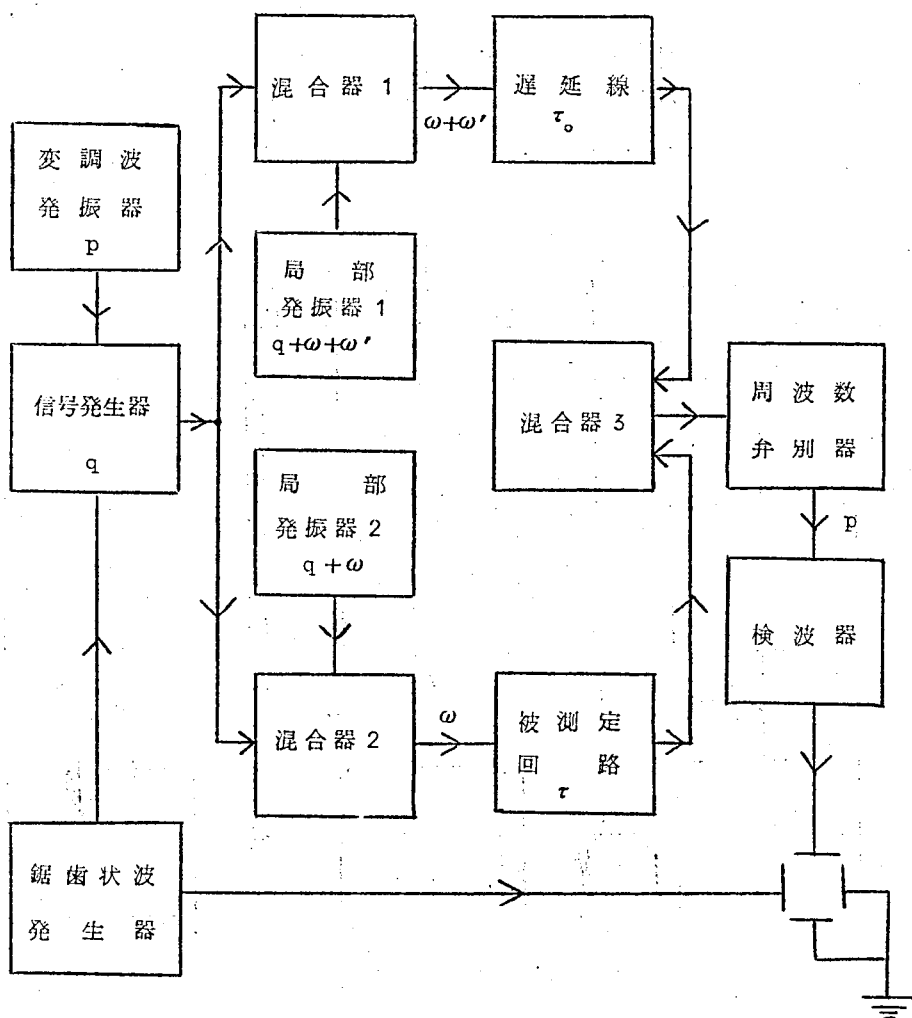 混合器1
ω+ω′
遅延線
τ₀
変調波
発振器
p
局部
発振器1
q+ω+ω′
信号発生器
q
混合器3
周波数
弁別器
局部
発振器2
q+ω
p
検波器
混合器2
ω
被測定
回路
τ
鋸歯状波
発生器